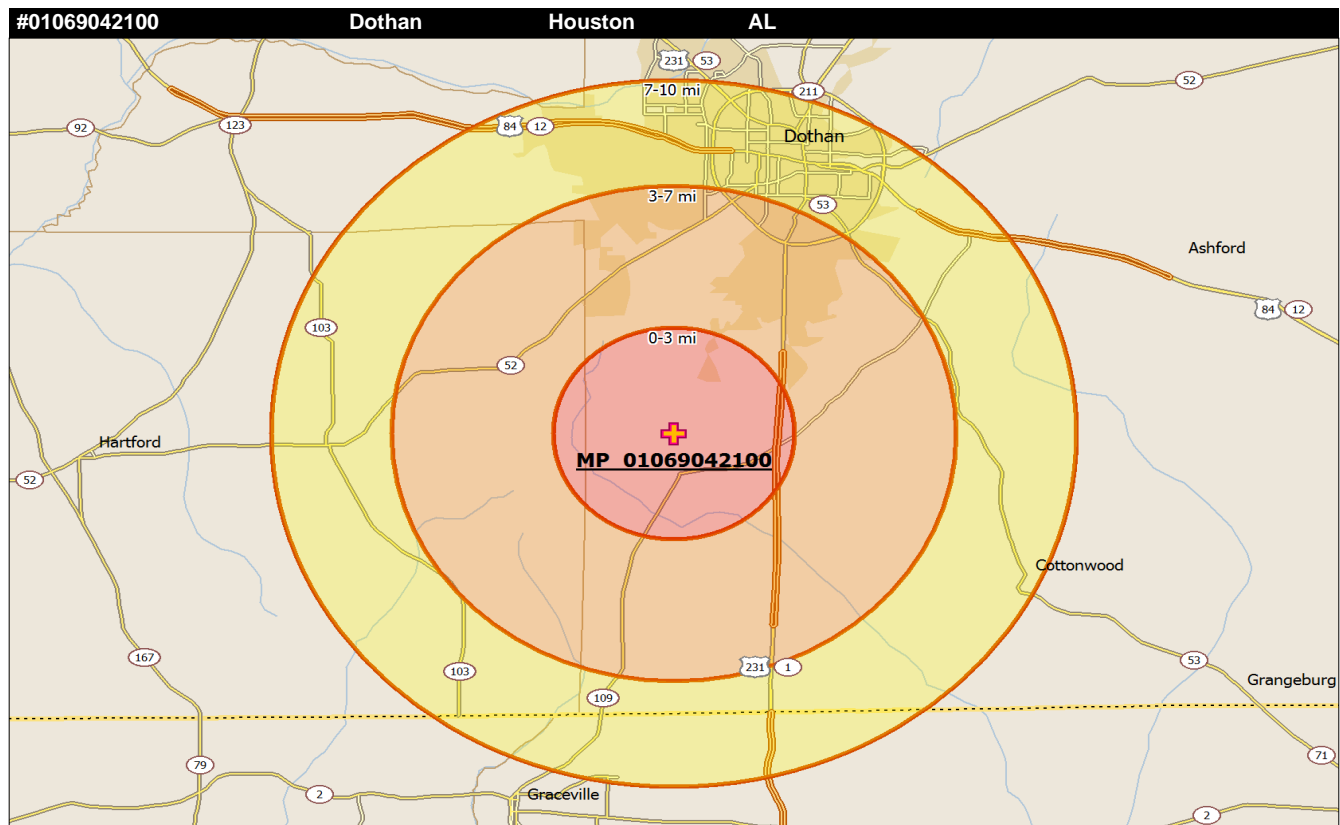 #01069042100 Dothan Houston AL
231 53
7-10 mi
211
52
92
123
84 12
Dothan
3-7 mi
53
Ashford
84 12
103
0-3 mi
52
Hartford
MP 01069042100
52
Cottonwood
167
103
231 1
53
109
Grangeburg
79
71
2
Graceville
2